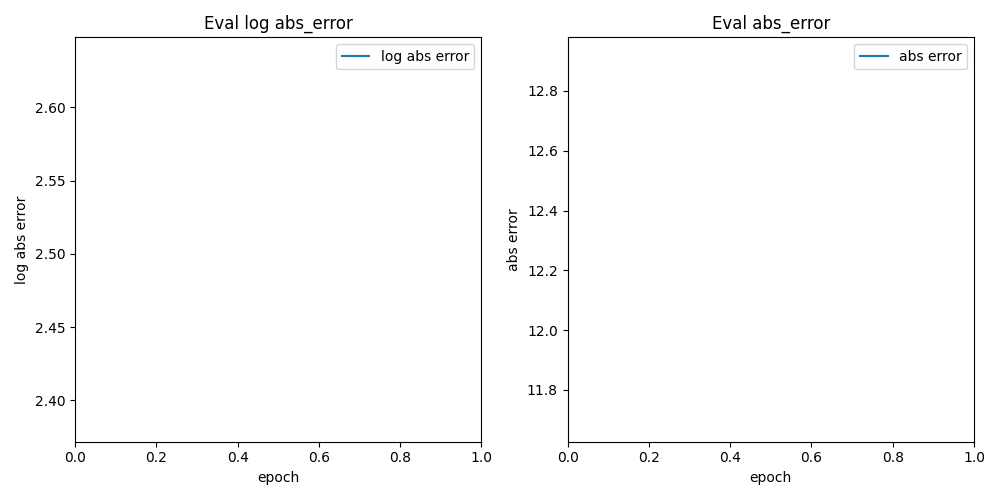 Eval log abs_error
log abs error
2.60
2.55
2.50
2.45
2.40
log abs error
0.0 0.2 0.4 0.6 0.8 1.0
epoch
Eval abs_error
abs error
12.8
12.6
12.4
12.2
12.0
11.8
abs error
0.0 0.2 0.4 0.6 0.8 1.0
epoch